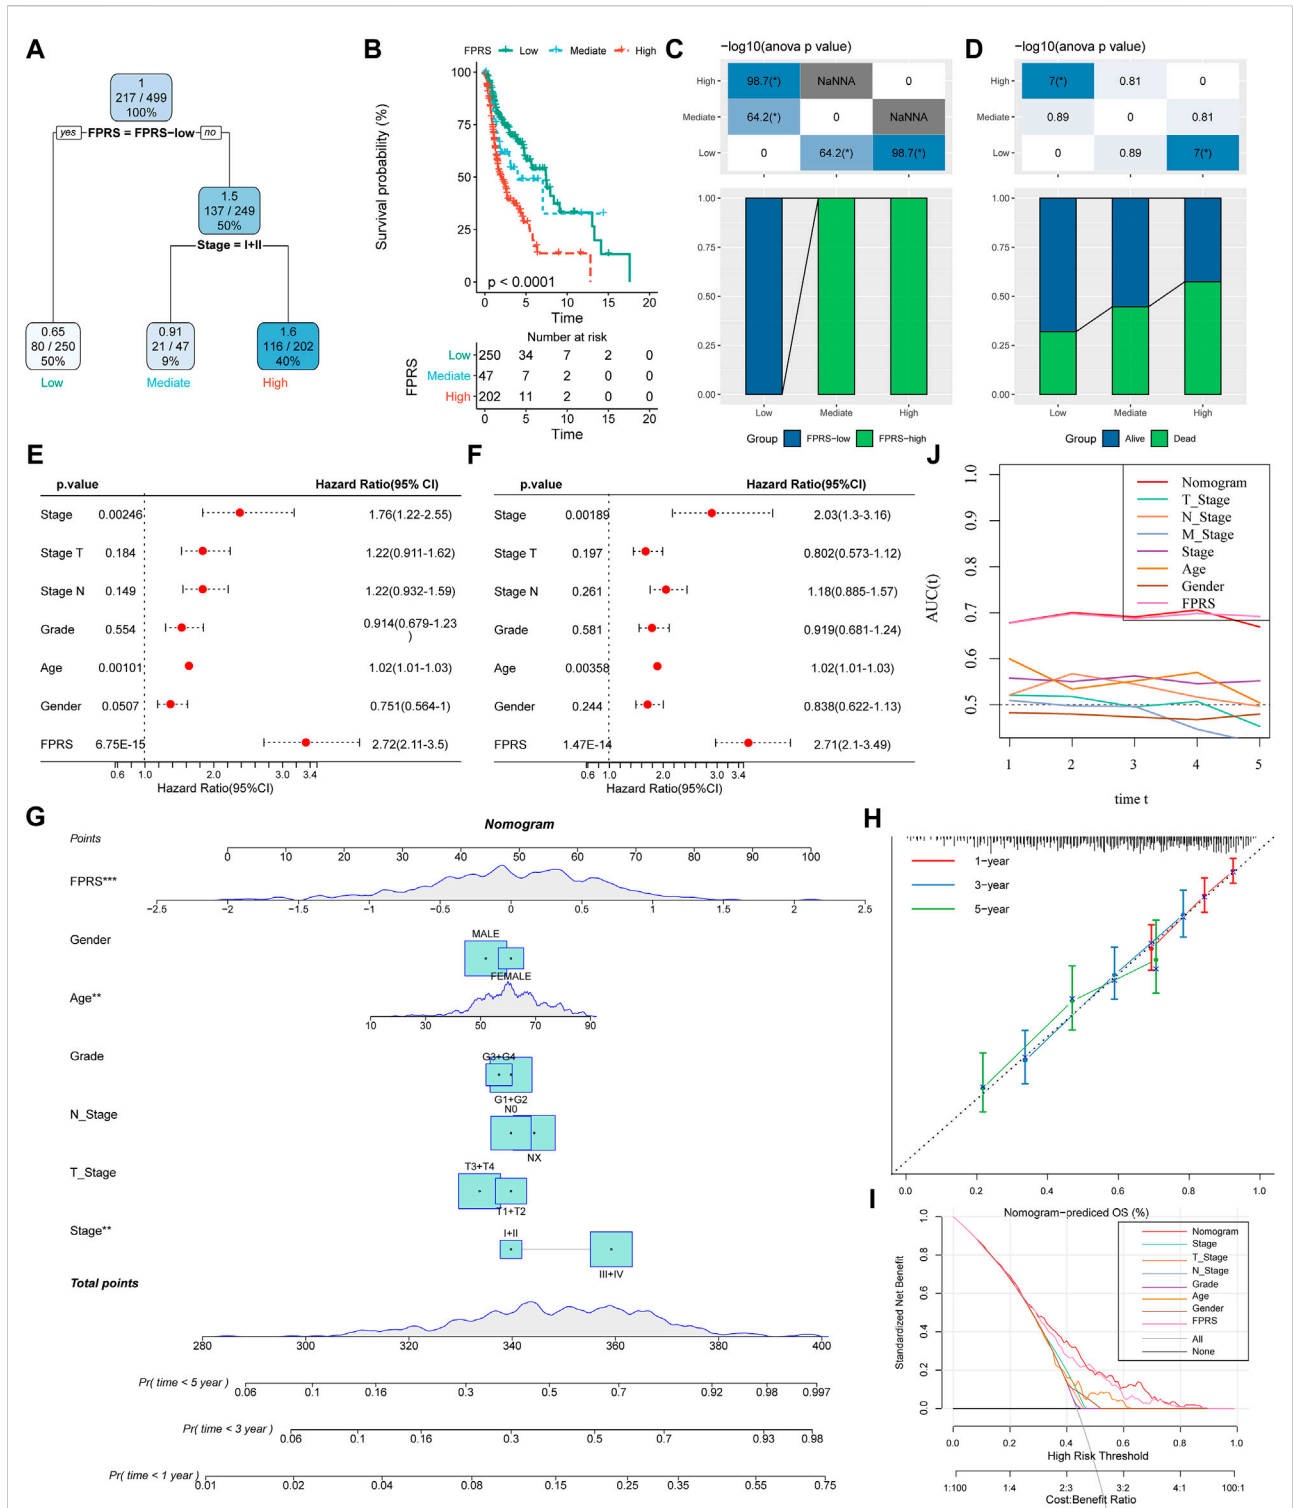 A
1
217 / 499
100%
yes
FPRS = FPRS-low
no
1.5
137 / 249
50%
Stage = I+II
0.65
80 / 250
50%
0.91
21 / 47
9%
1.6
116 / 202
40%
Low
Mediate
High
B
FPRS
Low
Mediate
High
Survival probability (%)
100
75
50
25
0
p < 0.0001
0
5
10
15
20
Time
Number at risk
FPRS
Low 250 34 7 2 0
Mediate 47 7 2 0 0
High 202 11 2 0 0
0 5 10 15 20
Time
C
−log10(anova p value)
High 98.7(*) NaNNA 0
Mediate 64.2(*) 0 NaNNA
Low 0 64.2(*) 98.7(*)
1.00
0.75
0.50
0.25
0.00
Low Mediate High
Group FPRS−low FPRS−high
D
−log10(anova p value)
High 7(*) 0.81 0
Mediate 0.89 0 0.81
Low 0 0.89 7(*)
1.00
0.75
0.50
0.25
0.00
Low Mediate High
Group Alive Dead
E
p.value Hazard Ratio(95% CI)
Stage 0.00246 1.76(1.22-2.55)
Stage T 0.184 1.22(0.911-1.62)
Stage N 0.149 1.22(0.932-1.59)
Grade 0.554 0.914(0.679-1.23
)
Age 0.00101 1.02(1.01-1.03)
Gender 0.0507 0.751(0.564-1)
FPRS 6.75E-15 2.72(2.11-3.5)
0.6 1.0 2.0 3.0 3.4
Hazard Ratio(95%CI)
F
p.value Hazard Ratio(95%CI)
Stage 0.00189 2.03(1.3-3.16)
Stage T 0.197 0.802(0.573-1.12)
Stage N 0.261 1.18(0.885-1.57)
Grade 0.581 0.919(0.681-1.24)
Age 0.00358 1.02(1.01-1.03)
Gender 0.244 0.838(0.622-1.13)
FPRS 1.47E-14 2.71(2.1-3.49)
0.6 1.0 2.0 3.0 3.4
Hazard Ratio(95%CI)
J
AUC(t)
1.0
0.9
0.8
0.7
0.6
0.5
Nomogram
T_Stage
N_Stage
M_Stage
Stage
Age
Gender
FPRS
1 2 3 4 5
time t
G
Nomogram
Points
0 10 20 30 40 50 60 70 80 90 100
FPRS***
−2.5 −2 −1.5 −1 −0.5 0 0.5 1 1.5 2 2.5
Gender
MALE
FEMALE
Age**
10 30 50 70 90
Grade
G3+G4
G1+G2
N_Stage
N0
NX
T_Stage
T3+T4
T1+T2
Stage**
I+II
III+IV
Total points
280 300 320 340 360 380 400
Pr( time < 5 year )
0.06 0.1 0.16 0.3 0.5 0.7 0.92 0.98 0.997
Pr( time < 3 year )
0.06 0.1 0.16 0.3 0.5 0.7 0.93 0.98
Pr( time < 1 year )
0.01 0.02 0.04 0.08 0.15 0.25 0.35 0.55 0.75
H
1-year
3-year
5-year
0.0 0.2 0.4 0.6 0.8 1.0
Nomogram−prediced OS (%)
I
Standardized Net Benefit
1.0
0.8
0.6
0.4
0.2
0.0
Nomogram
Stage
T_Stage
N_Stage
Grade
Age
Gender
FPRS
All
None
0.0 0.2 0.4 0.6 0.8 1.0
High Risk Threshold
1:100 1:4 2:3 3:2 4:1 100:1
Cost:Benefit Ratio